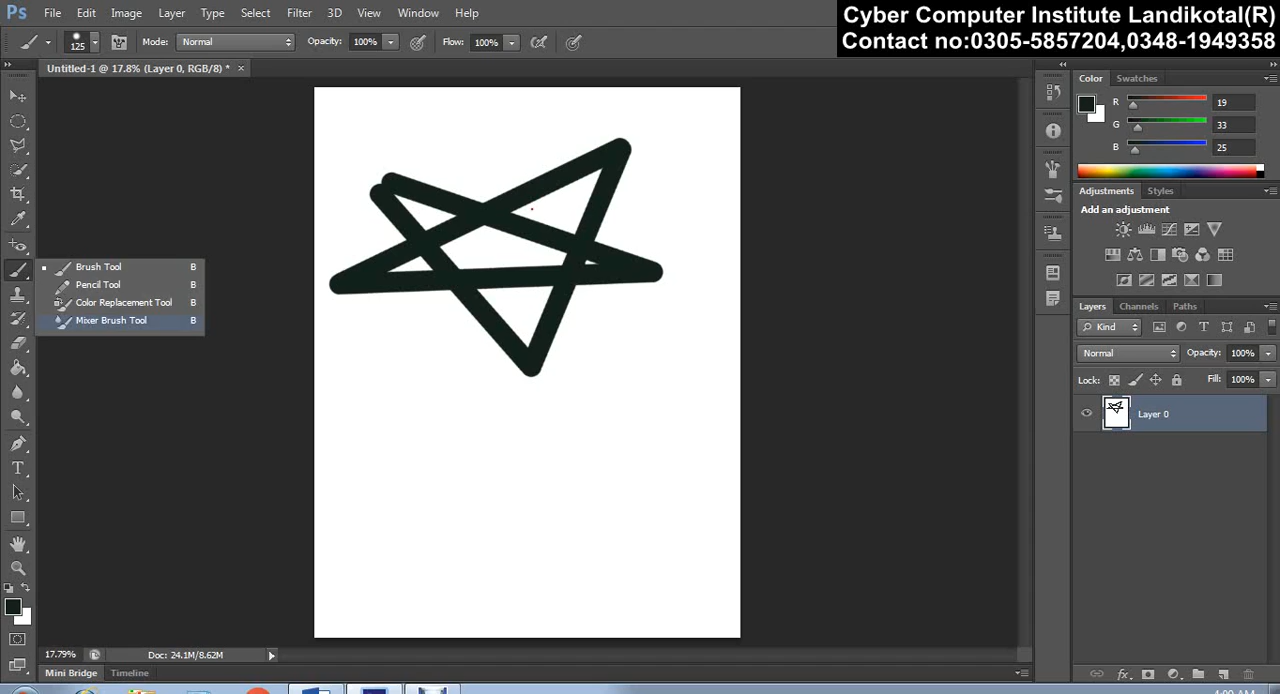 Ps File Edit Image Layer Type Select Filter 3D View Window Help
Cyber Computer Institute Landikotal(R)
Contact no:0305-5857204,0348-1949358
125 Mode: Normal Opacity: 100% Flow: 100%
Untitled-1 @ 17.8% (Layer 0, RGB/8) * ×
Color Swatches
R 19
G 33
B 25
Adjustments Styles
Add an adjustment
Brush Tool B
Pencil Tool B
Color Replacement Tool B
Mixer Brush Tool B
Layers Channels Paths
Kind
Normal Opacity: 100%
Lock: Fill: 100%
Layer 0
17.79% Doc: 24.1M/8.62M
Mini Bridge Timeline